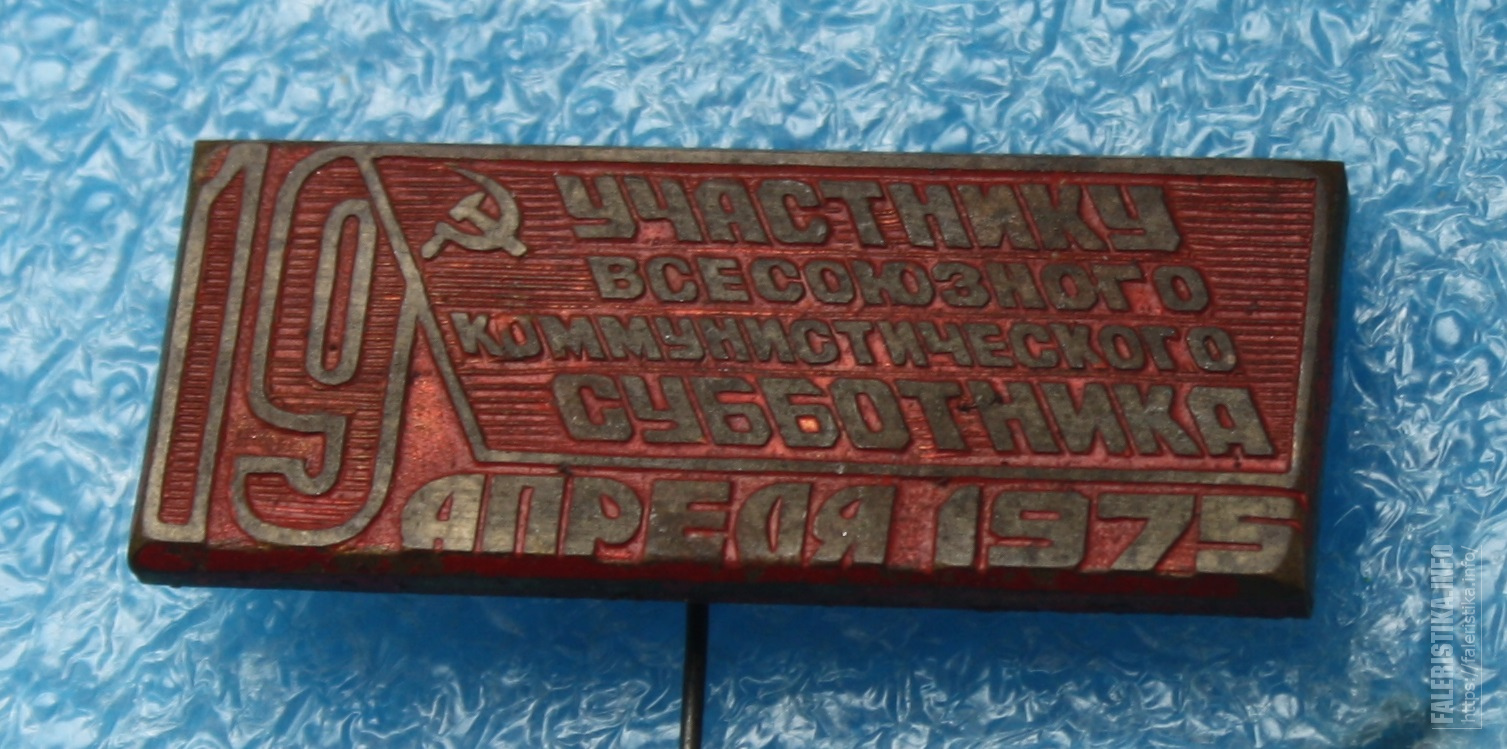 19
УЧАСТНИКУ
ВСЕСОЮЗНОГО
КОММУНИСТИЧЕСКОГО
СУББОТНИКА
АПРЕЛЯ 1975
FALERISTIKA.INFO
https://faleristika.info/